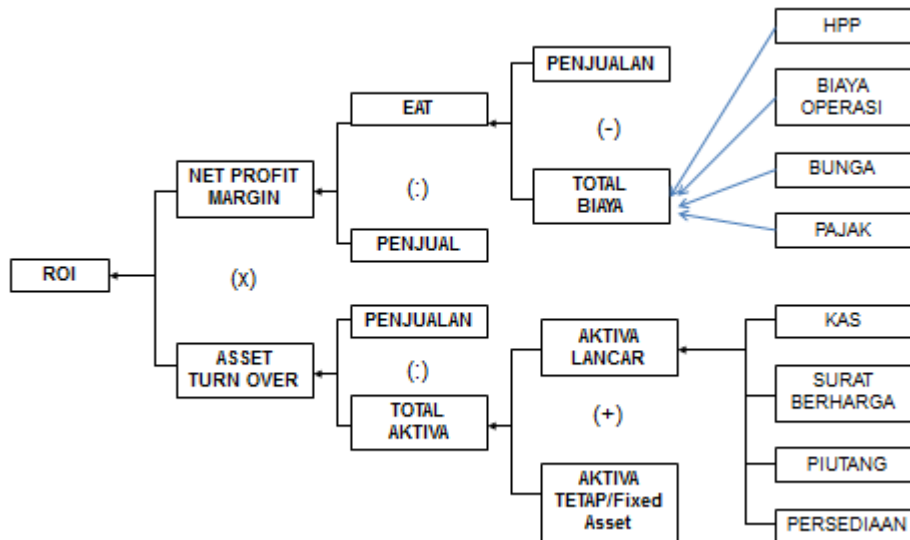 HPP
PENJUALAN
BIAYA
OPERASI
EAT
(-)
NET PROFIT
MARGIN
(:)
TOTAL
BIAYA
BUNGA
PENJUAL
PAJAK
ROI
(x)
PENJUALAN
AKTIVA
LANCAR
KAS
ASSET
TURN OVER
(:)
SURAT
BERHARGA
TOTAL
AKTIVA
(+)
PIUTANG
AKTIVA
TETAP/Fixed
Asset
PERSEDIAAN